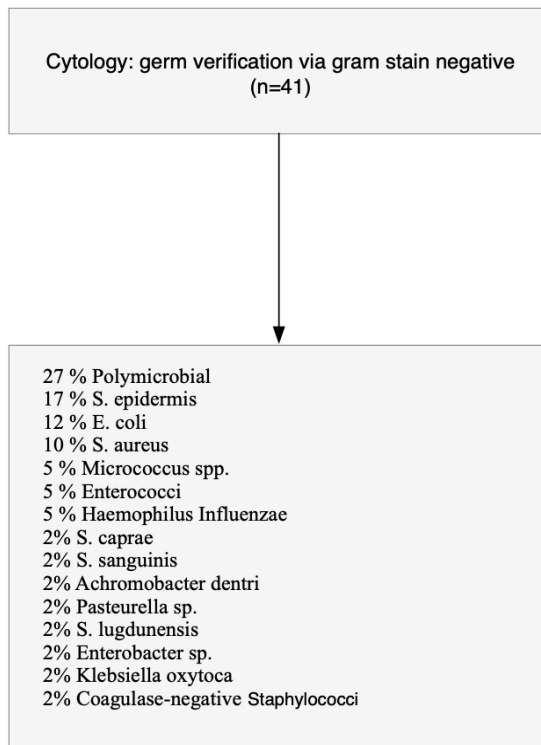 Cytology: germ verification via gram stain negative
(n=41)
27 % Polymicrobial
17 % S. epidermis
12 % E. coli
10 % S. aureus
5 % Micrococcus spp.
5 % Enterococci
5 % Haemophilus Influenzae
2% S. caprae
2% S. sanguinis
2% Achromobacter dentri
2% Pasteurella sp.
2% S. lugdunensis
2% Enterobacter sp.
2% Klebsiella oxytoca
2% Coagulase-negative Staphylococci